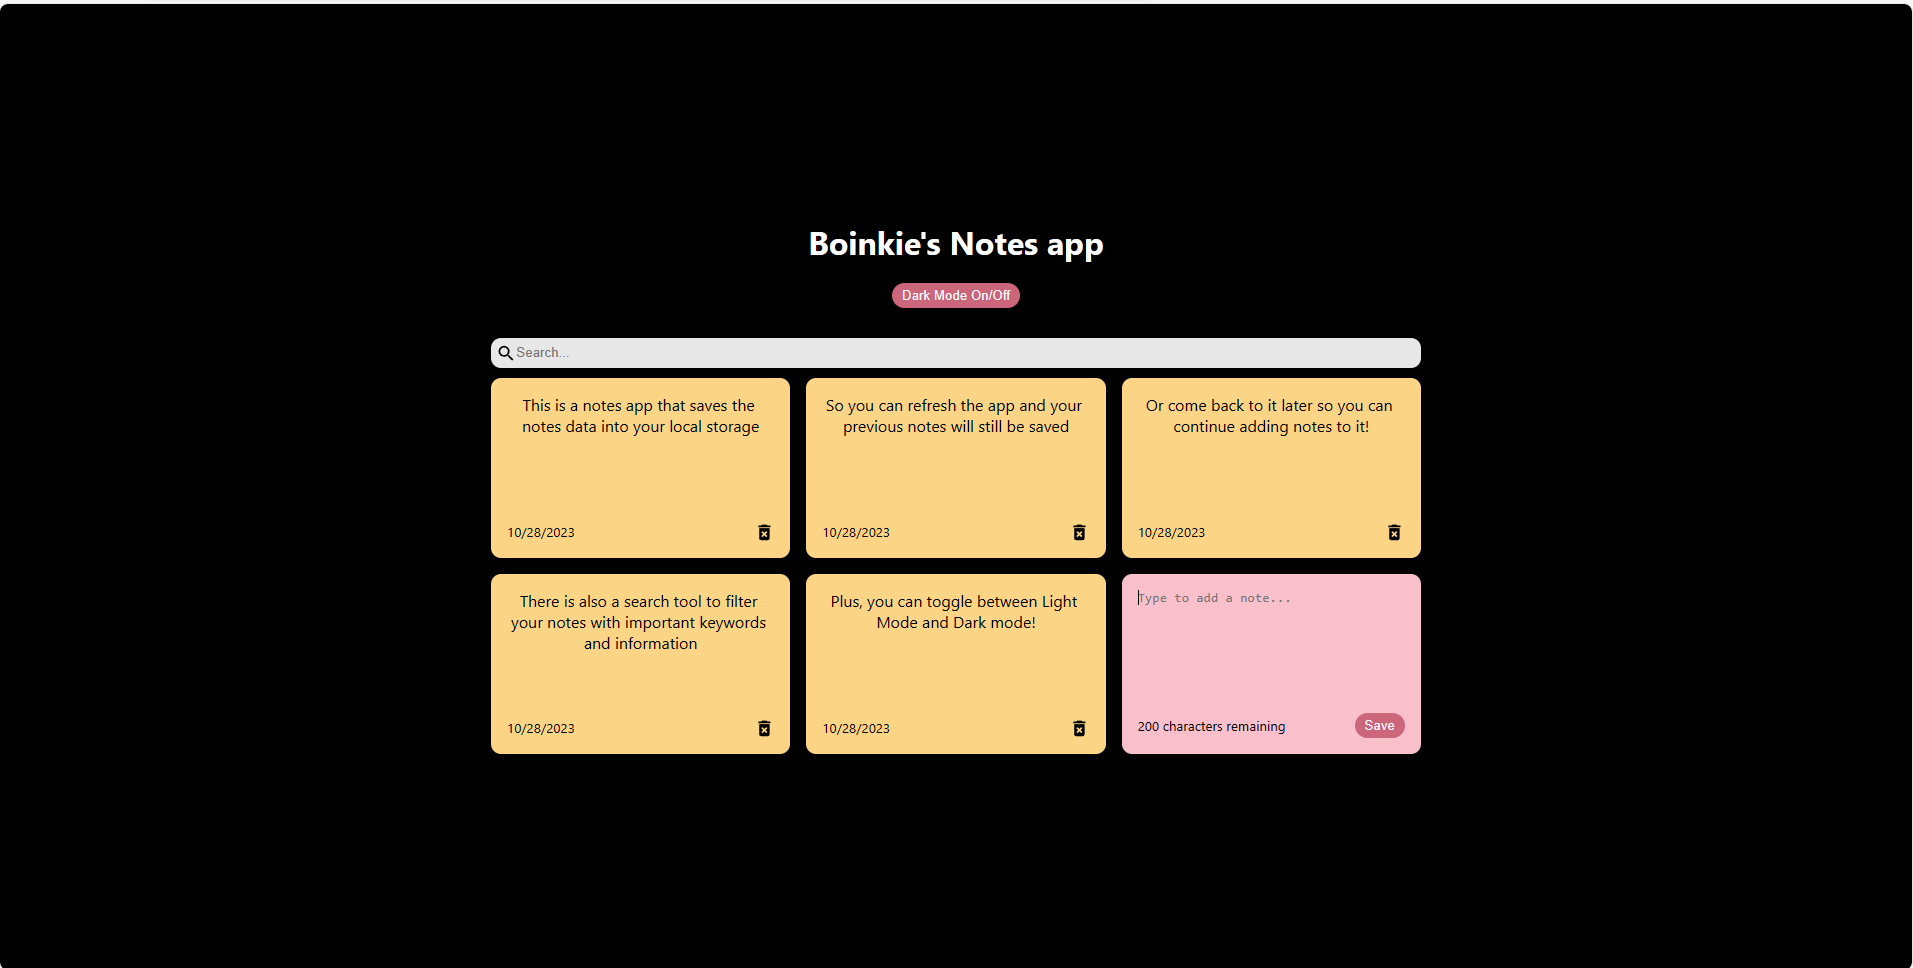 Boinkie's Notes app
Dark Mode On/Off
Search...
This is a notes app that saves the
notes data into your local storage
10/28/2023
So you can refresh the app and your
previous notes will still be saved
10/28/2023
Or come back to it later so you can
continue adding notes to it!
10/28/2023
There is also a search tool to filter
your notes with important keywords
and information
10/28/2023
Plus, you can toggle between Light
Mode and Dark mode!
10/28/2023
Type to add a note...
200 characters remaining
Save